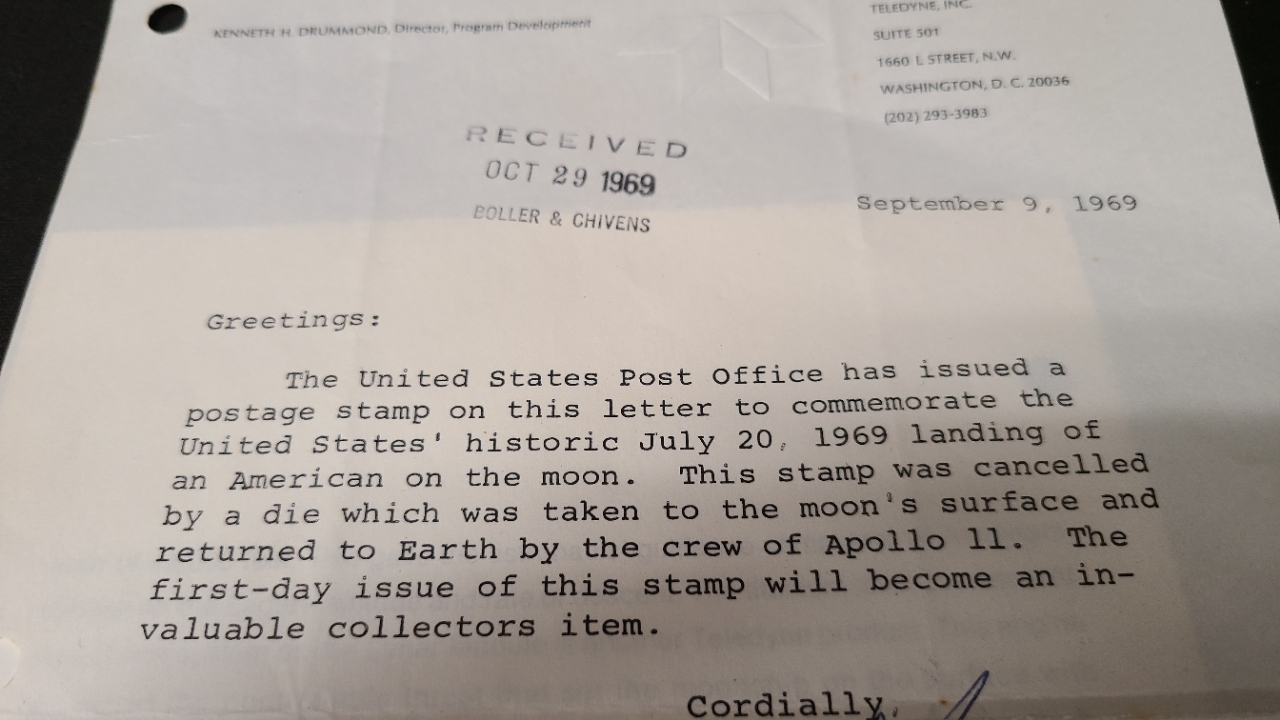 KENNETH H. DRUMMOND, Director, Program Development
TELEDYNE, INC.
SUITE 501
1660 L STREET, N.W.
WASHINGTON, D. C. 20036
(202) 293-3983
RECEIVED
OCT 29 1969
BOLLER & CHIVENS
September 9, 1969
Greetings:
The United States Post Office has issued a
postage stamp on this letter to commemorate the
United States' historic July 20, 1969 landing of
an American on the moon. This stamp was cancelled
by a die which was taken to the moon's surface and
returned to Earth by the crew of Apollo 11. The
first-day issue of this stamp will become an in-
valuable collectors item.
Cordially,